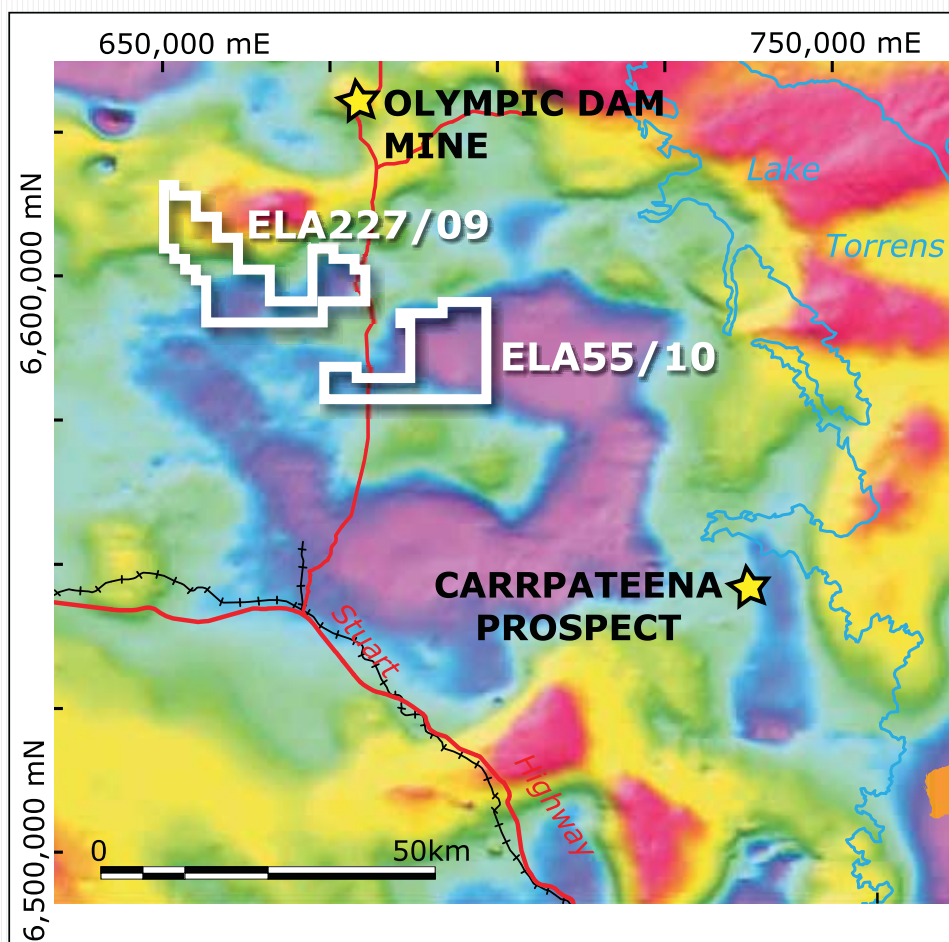 650,000 mE
750,000 mE
OLYMPIC DAM
MINE
Lake
Torrens
6,600,000 mN
ELA227/09
ELA55/10
CARRPATEENA
PROSPECT
Stuart
Highway
6,500,000 mN
0
50km